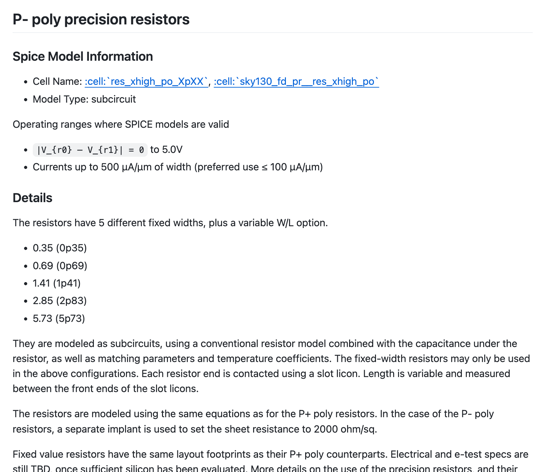 P- poly precision resistors
Spice Model Information
• Cell Name: :cell:`res_xhigh_po_XpXX`, :cell:`sky130_fd_pr__res_xhigh_po`
• Model Type: subcircuit
Operating ranges where SPICE models are valid
• |V_{r0} – V_{r1}| = 0 to 5.0V
• Currents up to 500 µA/µm of width (preferred use ≤ 100 µA/µm)
Details
The resistors have 5 different fixed widths, plus a variable W/L option.
• 0.35 (0p35)
• 0.69 (0p69)
• 1.41 (1p41)
• 2.85 (2p83)
• 5.73 (5p73)
They are modeled as subcircuits, using a conventional resistor model combined with the capacitance under the
resistor, as well as matching parameters and temperature coefficients. The fixed-width resistors may only be used
in the above configurations. Each resistor end is contacted using a slot licon. Length is variable and measured
between the front ends of the slot licons.
The resistors are modeled using the same equations as for the P+ poly resistors. In the case of the P- poly
resistors, a separate implant is used to set the sheet resistance to 2000 ohm/sq.
Fixed value resistors have the same layout footprints as their P+ poly counterparts. Electrical and e-test specs are
still TBD, once sufficient silicon has been evaluated. More details on the use of the precision resistors, and their